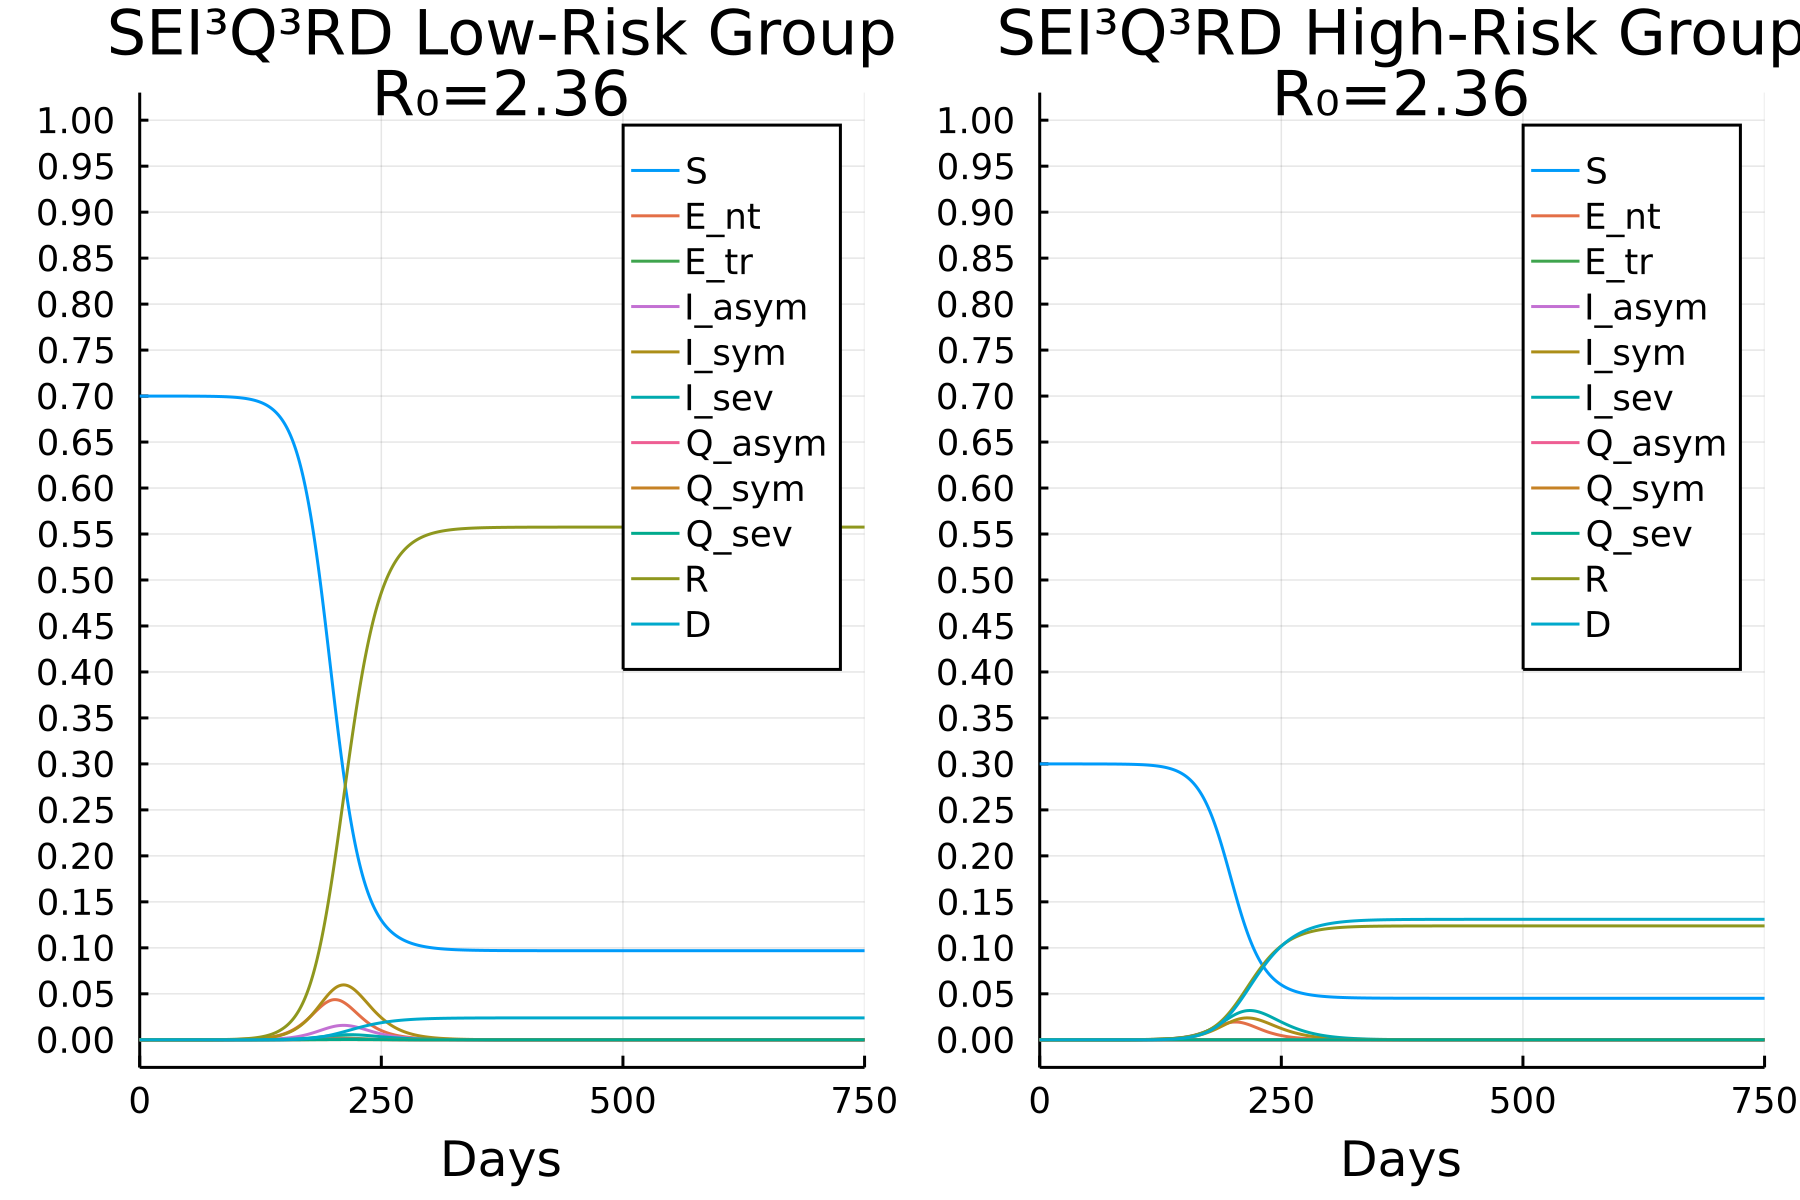 SEI³Q³RD Low-Risk Group
R₀=2.36
1.00
0.95
0.90
0.85
0.80
0.75
0.70
0.65
0.60
0.55
0.50
0.45
0.40
0.35
0.30
0.25
0.20
0.15
0.10
0.05
0.00
S
E_nt
E_tr
I_asym
I_sym
I_sev
Q_asym
Q_sym
Q_sev
R
D
0 250 500 750
Days
SEI³Q³RD High-Risk Group
R₀=2.36
1.00
0.95
0.90
0.85
0.80
0.75
0.70
0.65
0.60
0.55
0.50
0.45
0.40
0.35
0.30
0.25
0.20
0.15
0.10
0.05
0.00
S
E_nt
E_tr
I_asym
I_sym
I_sev
Q_asym
Q_sym
Q_sev
R
D
0 250 500 750
Days